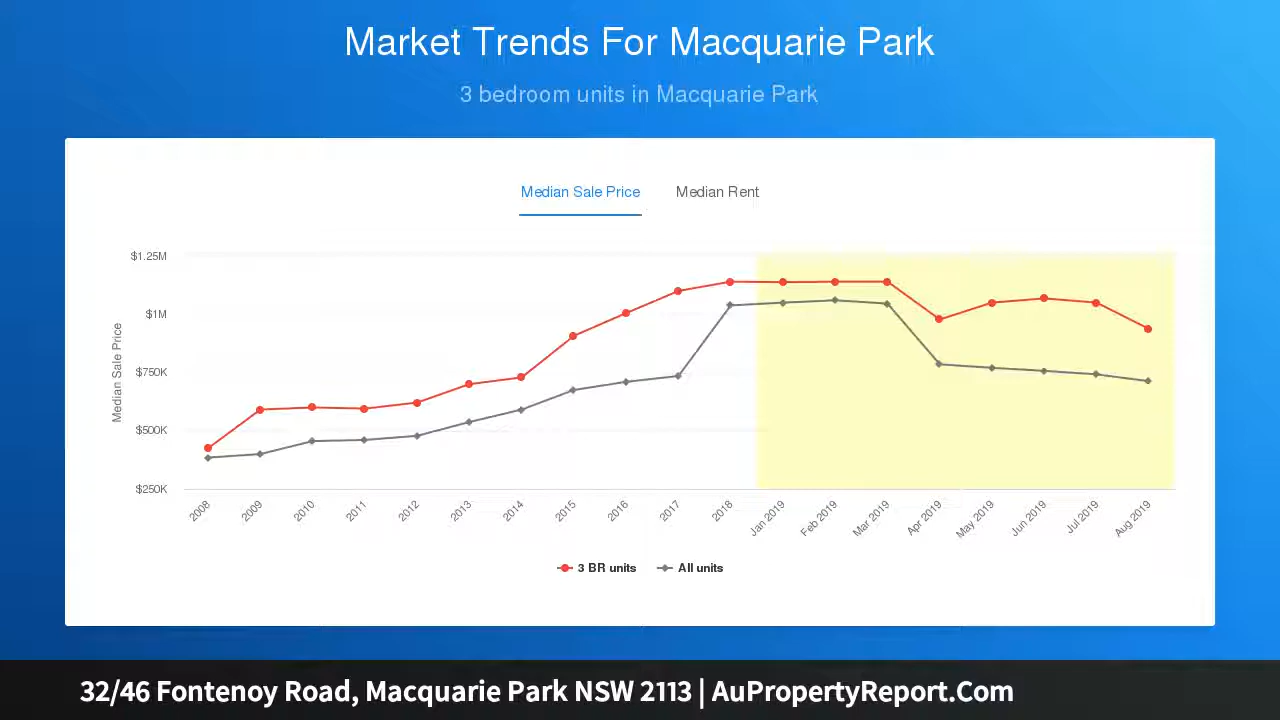 Market Trends For Macquarie Park
3 bedroom units in Macquarie Park
Median Sale Price Median Rent
Median Sale Price
$1.25M
$1M
$750K
$500K
$250K
2008 2009 2010 2011 2012 2013 2014 2015 2016 2017 2018 Jan 2019 Feb 2019 Mar 2019 Apr 2019 May 2019 Jun 2019 Jul 2019 Aug 2019
3 BR units All units
32/46 Fontenoy Road, Macquarie Park NSW 2113 | AuPropertyReport.Com